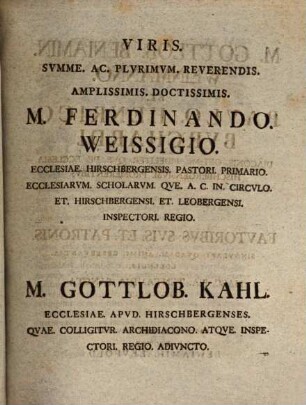 VIRIS.
SVMME. AC. PLVRIMVM. REVERENDIS.
AMPLISSIMIS. DOCTISSIMIS.
M. FERDINANDO.
WEISSIGIO.
ECCLESIAE. HIRSCHBERGENSIS. PASTORI. PRIMARIO.
ECCLESIARVM. SCHOLARVM. QVE. A. C. IN. CIRCVLO.
ET. HIRSCHBERGENSI. ET. LEOBERGENSI.
INSPECTORI. REGIO.
M. GOTTLOB. KAHL.
ECCLESIAE. APVD. HIRSCHBERGENSES.
QVAE. COLLIGITVR. ARCHIDIACONO. ATQVE. INSPE-
CTORI. REGIO. ADIVNCTO.